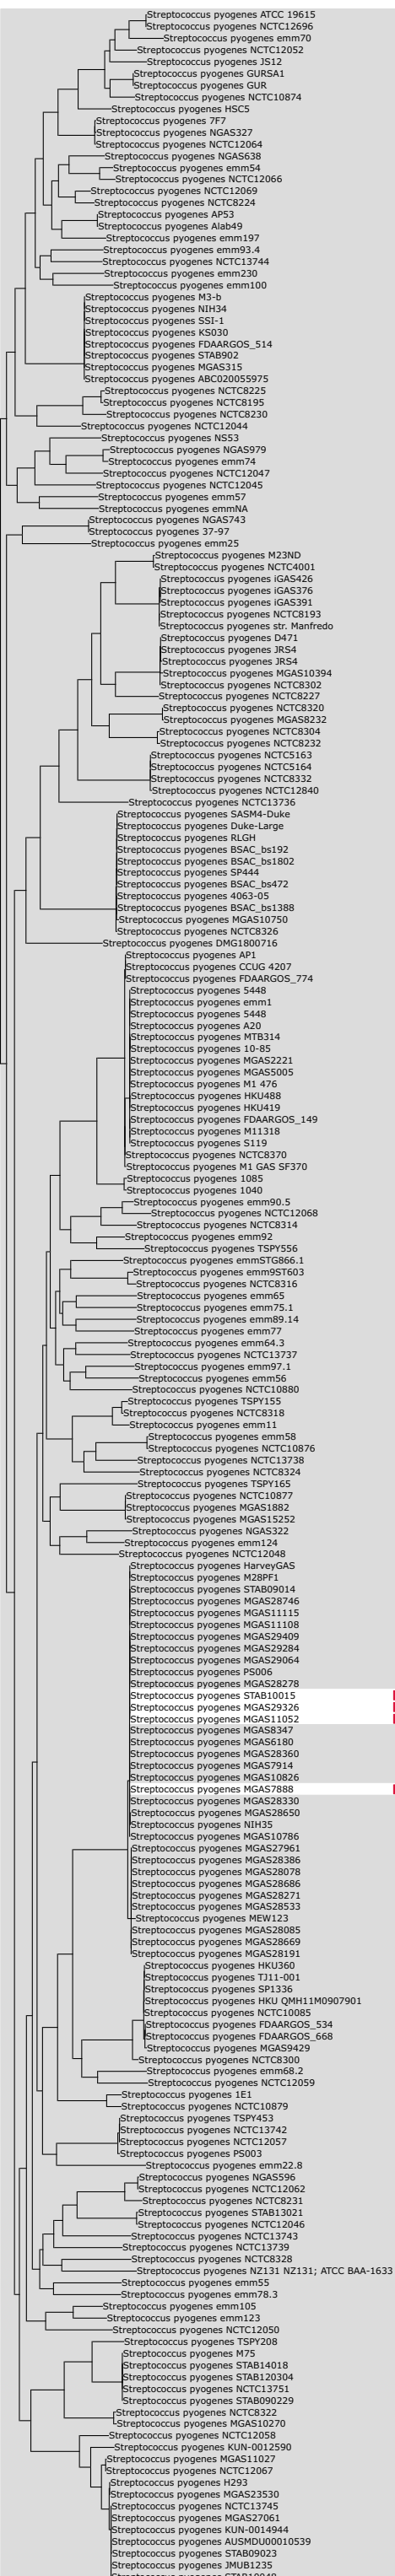 Streptococcus pyogenes ATCC 19615
Streptococcus pyogenes NCTC12696
Streptococcus pyogenes emm70
Streptococcus pyogenes NCTC12052
Streptococcus pyogenes JS12
Streptococcus pyogenes GURSA1
Streptococcus pyogenes GUR
Streptococcus pyogenes NCTC10874
Streptococcus pyogenes HSC5
Streptococcus pyogenes 7F7
Streptococcus pyogenes NGAS327
Streptococcus pyogenes NCTC12064
Streptococcus pyogenes NGAS638
Streptococcus pyogenes emm54
Streptococcus pyogenes NCTC12066
Streptococcus pyogenes NCTC12069
Streptococcus pyogenes NCTC8224
Streptococcus pyogenes AP53
Streptococcus pyogenes Alab49
Streptococcus pyogenes emm197
Streptococcus pyogenes emm93.4
Streptococcus pyogenes NCTC13744
Streptococcus pyogenes emm230
Streptococcus pyogenes emm100
Streptococcus pyogenes M3-b
Streptococcus pyogenes NIH34
Streptococcus pyogenes SSI-1
Streptococcus pyogenes KS030
Streptococcus pyogenes FDAARGOS_514
Streptococcus pyogenes STAB902
Streptococcus pyogenes MGAS315
Streptococcus pyogenes ABC020055975
Streptococcus pyogenes NCTC8225
Streptococcus pyogenes NCTC8195
Streptococcus pyogenes NCTC8230
Streptococcus pyogenes NCTC12044
Streptococcus pyogenes NS53
Streptococcus pyogenes NGAS979
Streptococcus pyogenes emm74
Streptococcus pyogenes NCTC12047
Streptococcus pyogenes NCTC12045
Streptococcus pyogenes emm57
Streptococcus pyogenes emmNA
Streptococcus pyogenes NGAS743
Streptococcus pyogenes 37-97
Streptococcus pyogenes emm25
Streptococcus pyogenes M23ND
Streptococcus pyogenes NCTC4001
Streptococcus pyogenes iGAS426
Streptococcus pyogenes iGAS376
Streptococcus pyogenes iGAS391
Streptococcus pyogenes NCTC8193
Streptococcus pyogenes str. Manfredo
Streptococcus pyogenes D471
Streptococcus pyogenes JRS4
Streptococcus pyogenes JRS4
Streptococcus pyogenes MGAS10394
Streptococcus pyogenes NCTC8302
Streptococcus pyogenes NCTC8227
Streptococcus pyogenes NCTC8320
Streptococcus pyogenes MGAS8232
Streptococcus pyogenes NCTC8304
Streptococcus pyogenes NCTC8232
Streptococcus pyogenes NCTC5163
Streptococcus pyogenes NCTC5164
Streptococcus pyogenes NCTC8332
Streptococcus pyogenes NCTC12840
Streptococcus pyogenes NCTC13736
Streptococcus pyogenes SASM4-Duke
Streptococcus pyogenes Duke-Large
Streptococcus pyogenes RLGH
Streptococcus pyogenes BSAC_bs192
Streptococcus pyogenes BSAC_bs1802
Streptococcus pyogenes SP444
Streptococcus pyogenes BSAC_bs472
Streptococcus pyogenes 4063-05
Streptococcus pyogenes BSAC_bs1388
Streptococcus pyogenes MGAS10750
Streptococcus pyogenes NCTC8326
Streptococcus pyogenes DMG1800716
Streptococcus pyogenes AP1
Streptococcus pyogenes CCUG 4207
Streptococcus pyogenes FDAARGOS_774
Streptococcus pyogenes 5448
Streptococcus pyogenes emm1
Streptococcus pyogenes 5448
Streptococcus pyogenes A20
Streptococcus pyogenes MTB314
Streptococcus pyogenes 10-85
Streptococcus pyogenes MGAS2221
Streptococcus pyogenes MGAS5005
Streptococcus pyogenes M1 476
Streptococcus pyogenes HKU488
Streptococcus pyogenes HKU419
Streptococcus pyogenes FDAARGOS_149
Streptococcus pyogenes M11318
Streptococcus pyogenes S119
Streptococcus pyogenes NCTC8370
Streptococcus pyogenes M1 GAS SF370
Streptococcus pyogenes 1085
Streptococcus pyogenes 1040
Streptococcus pyogenes emm90.5
Streptococcus pyogenes NCTC12068
Streptococcus pyogenes NCTC8314
Streptococcus pyogenes emm92
Streptococcus pyogenes TSPY556
Streptococcus pyogenes emmSTG866.1
Streptococcus pyogenes emm9ST603
Streptococcus pyogenes NCTC8316
Streptococcus pyogenes emm65
Streptococcus pyogenes emm75.1
Streptococcus pyogenes emm89.14
Streptococcus pyogenes emm77
Streptococcus pyogenes emm64.3
Streptococcus pyogenes NCTC13737
Streptococcus pyogenes emm97.1
Streptococcus pyogenes emm56
Streptococcus pyogenes NCTC10880
Streptococcus pyogenes TSPY155
Streptococcus pyogenes NCTC8318
Streptococcus pyogenes emm11
Streptococcus pyogenes emm58
Streptococcus pyogenes NCTC10876
Streptococcus pyogenes NCTC13738
Streptococcus pyogenes NCTC8324
Streptococcus pyogenes TSPY165
Streptococcus pyogenes NCTC10877
Streptococcus pyogenes MGAS1882
Streptococcus pyogenes MGAS15252
Streptococcus pyogenes NGAS322
Streptococcus pyogenes emm124
Streptococcus pyogenes NCTC12048
Streptococcus pyogenes HarveyGAS
Streptococcus pyogenes M28PF1
Streptococcus pyogenes STAB09014
Streptococcus pyogenes MGAS28746
Streptococcus pyogenes MGAS11115
Streptococcus pyogenes MGAS11108
Streptococcus pyogenes MGAS29409
Streptococcus pyogenes MGAS29284
Streptococcus pyogenes MGAS29064
Streptococcus pyogenes PS006
Streptococcus pyogenes MGAS28278
Streptococcus pyogenes STAB10015
Streptococcus pyogenes MGAS29326
Streptococcus pyogenes MGAS11052
Streptococcus pyogenes MGAS8347
Streptococcus pyogenes MGAS6180
Streptococcus pyogenes MGAS28360
Streptococcus pyogenes MGAS7914
Streptococcus pyogenes MGAS10826
Streptococcus pyogenes MGAS7888
Streptococcus pyogenes MGAS28330
Streptococcus pyogenes MGAS28650
Streptococcus pyogenes NIH35
Streptococcus pyogenes MGAS10786
Streptococcus pyogenes MGAS27961
Streptococcus pyogenes MGAS28386
Streptococcus pyogenes MGAS28078
Streptococcus pyogenes MGAS28686
Streptococcus pyogenes MGAS28271
Streptococcus pyogenes MGAS28533
Streptococcus pyogenes MEW123
Streptococcus pyogenes MGAS28085
Streptococcus pyogenes MGAS28669
Streptococcus pyogenes MGAS28191
Streptococcus pyogenes HKU360
Streptococcus pyogenes TJ11-001
Streptococcus pyogenes SP1336
Streptococcus pyogenes HKU QMH11M0907901
Streptococcus pyogenes NCTC10085
Streptococcus pyogenes FDAARGOS_534
Streptococcus pyogenes FDAARGOS_668
Streptococcus pyogenes MGAS9429
Streptococcus pyogenes NCTC8300
Streptococcus pyogenes emm68.2
Streptococcus pyogenes NCTC12059
Streptococcus pyogenes 1E1
Streptococcus pyogenes NCTC10879
Streptococcus pyogenes TSPY453
Streptococcus pyogenes NCTC13742
Streptococcus pyogenes NCTC12057
Streptococcus pyogenes PS003
Streptococcus pyogenes emm22.8
Streptococcus pyogenes NGAS596
Streptococcus pyogenes NCTC12062
Streptococcus pyogenes NCTC8231
Streptococcus pyogenes STAB13021
Streptococcus pyogenes NCTC12046
Streptococcus pyogenes NCTC13743
Streptococcus pyogenes NCTC13739
Streptococcus pyogenes NCTC8328
Streptococcus pyogenes NZ131 NZ131; ATCC BAA-1633
Streptococcus pyogenes emm55
Streptococcus pyogenes emm78.3
Streptococcus pyogenes emm105
Streptococcus pyogenes emm123
Streptococcus pyogenes NCTC12050
Streptococcus pyogenes TSPY208
Streptococcus pyogenes M75
Streptococcus pyogenes STAB14018
Streptococcus pyogenes STAB120304
Streptococcus pyogenes NCTC13751
Streptococcus pyogenes STAB090229
Streptococcus pyogenes NCTC8322
Streptococcus pyogenes MGAS10270
Streptococcus pyogenes NCTC12058
Streptococcus pyogenes KUN-0012590
Streptococcus pyogenes MGAS11027
Streptococcus pyogenes NCTC12067
Streptococcus pyogenes H293
Streptococcus pyogenes MGAS23530
Streptococcus pyogenes NCTC13745
Streptococcus pyogenes MGAS27061
Streptococcus pyogenes KUN-0014944
Streptococcus pyogenes AUSMDU00010539
Streptococcus pyogenes STAB09023
Streptococcus pyogenes JMUB1235
Streptococcus pyogenes